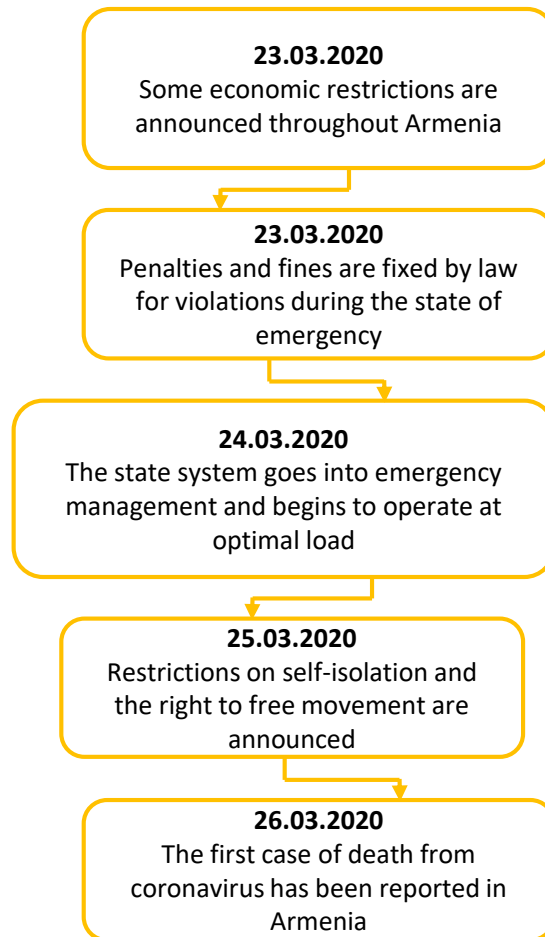 23.03.2020
Some economic restrictions are
announced throughout Armenia
23.03.2020
Penalties and fines are fixed by law
for violations during the state of
emergency
24.03.2020
The state system goes into emergency
management and begins to operate at
optimal load
25.03.2020
Restrictions on self-isolation and
the right to free movement are
announced
26.03.2020
The first case of death from
coronavirus has been reported in
Armenia